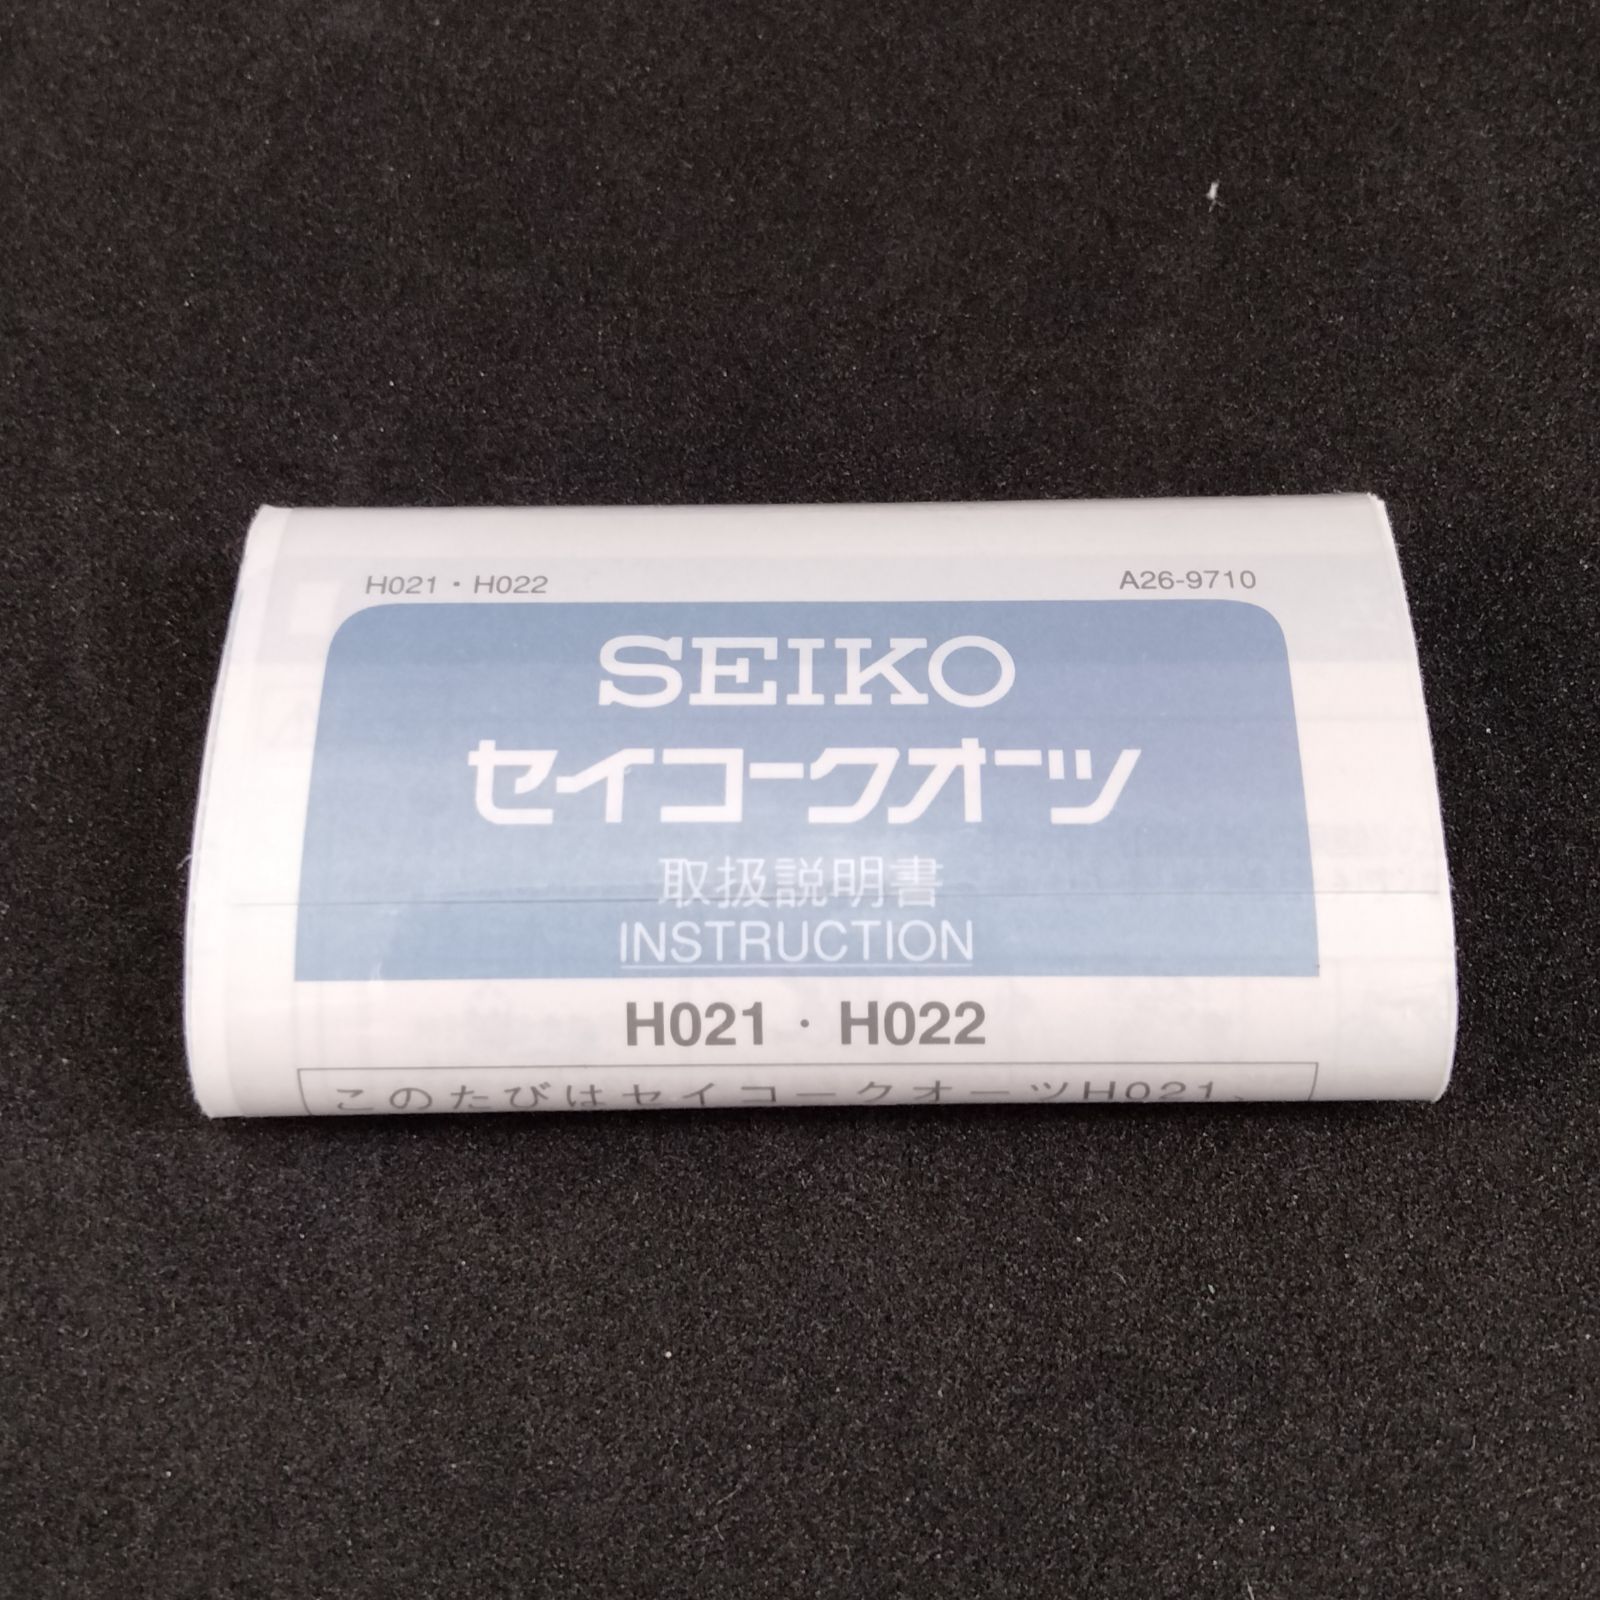 H021・H022 A26-9710
SEIKO
セイコークオーツ
取扱説明書
INSTRUCTION
H021・H022
このたびはセイコークオーツH021、